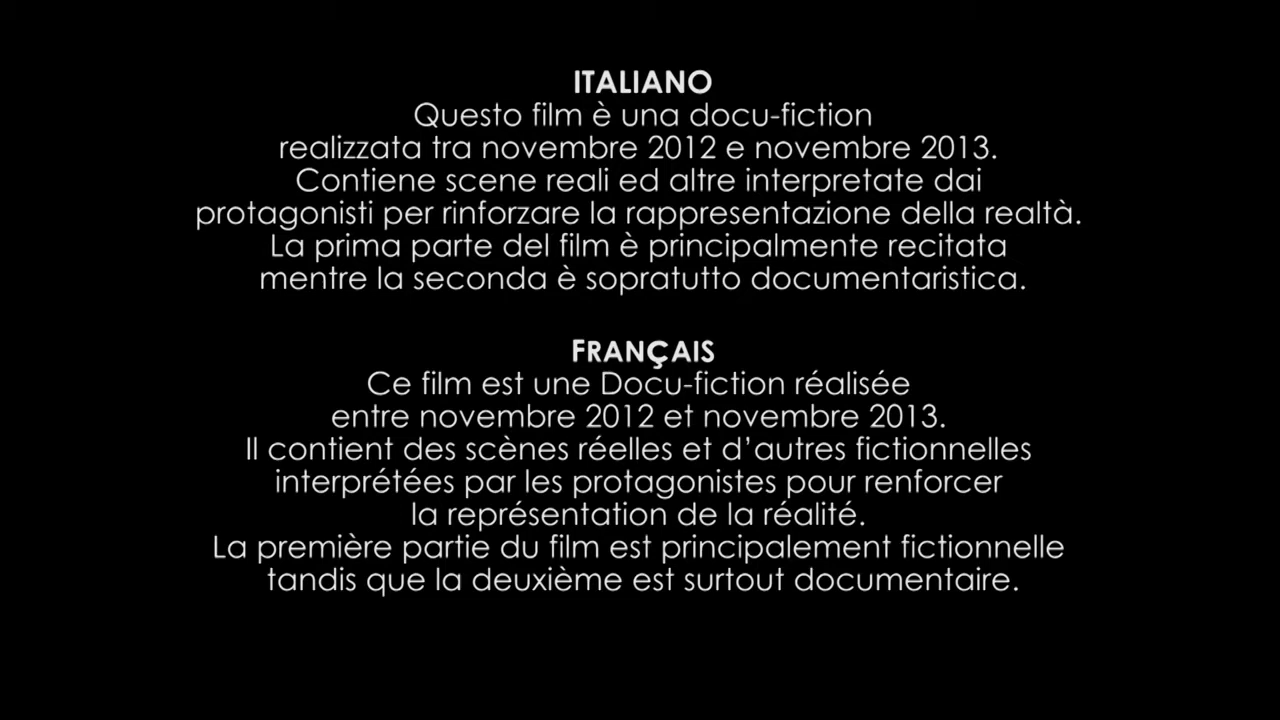 ITALIANO
Questo film è una docu-fiction
realizzata tra novembre 2012 e novembre 2013.
Contiene scene reali ed altre interpretate dai
protagonisti per rinforzare la rappresentazione della realtà.
La prima parte del film è principalmente recitata
mentre la seconda è sopratutto documentaristica.
FRANÇAIS
Ce film est une Docu-fiction réalisée
entre novembre 2012 et novembre 2013.
Il contient des scènes réelles et d’autres fictionnelles
interprétées par les protagonistes pour renforcer
la représentation de la réalité.
La première partie du film est principalement fictionnelle
tandis que la deuxième est surtout documentaire.